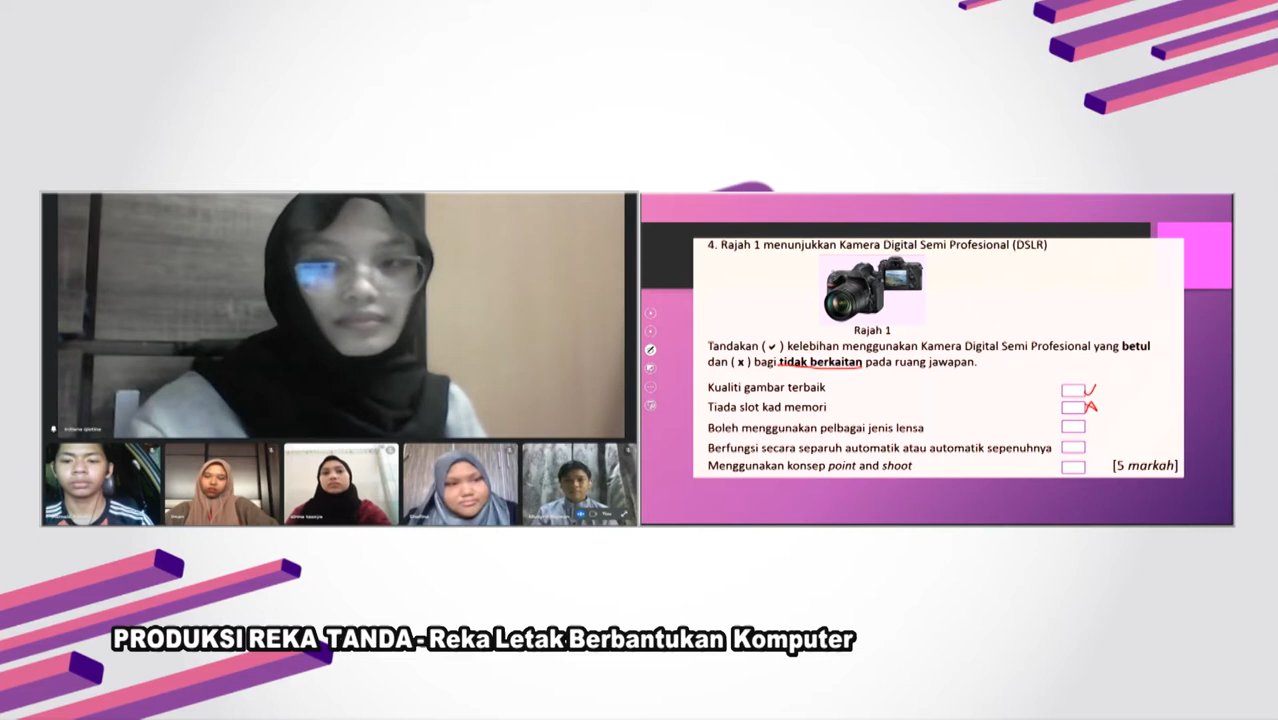 4. Rajah 1 menunjukkan Kamera Digital Semi Profesional (DSLR)
Rajah 1
Tandakan ( ✔ ) kelebihan menggunakan Kamera Digital Semi Profesional yang betul
dan ( x ) bagi tidak berkaitan pada ruang jawapan.
Kualiti gambar terbaik
Tiada slot kad memori
Boleh menggunakan pelbagai jenis lensa
Berfungsi secara separuh automatik atau automatik sepenuhnya
Menggunakan konsep point and shoot
[5 markah]
You
PRODUKSI REKA TANDA - Reka Letak Berbantukan Komputer